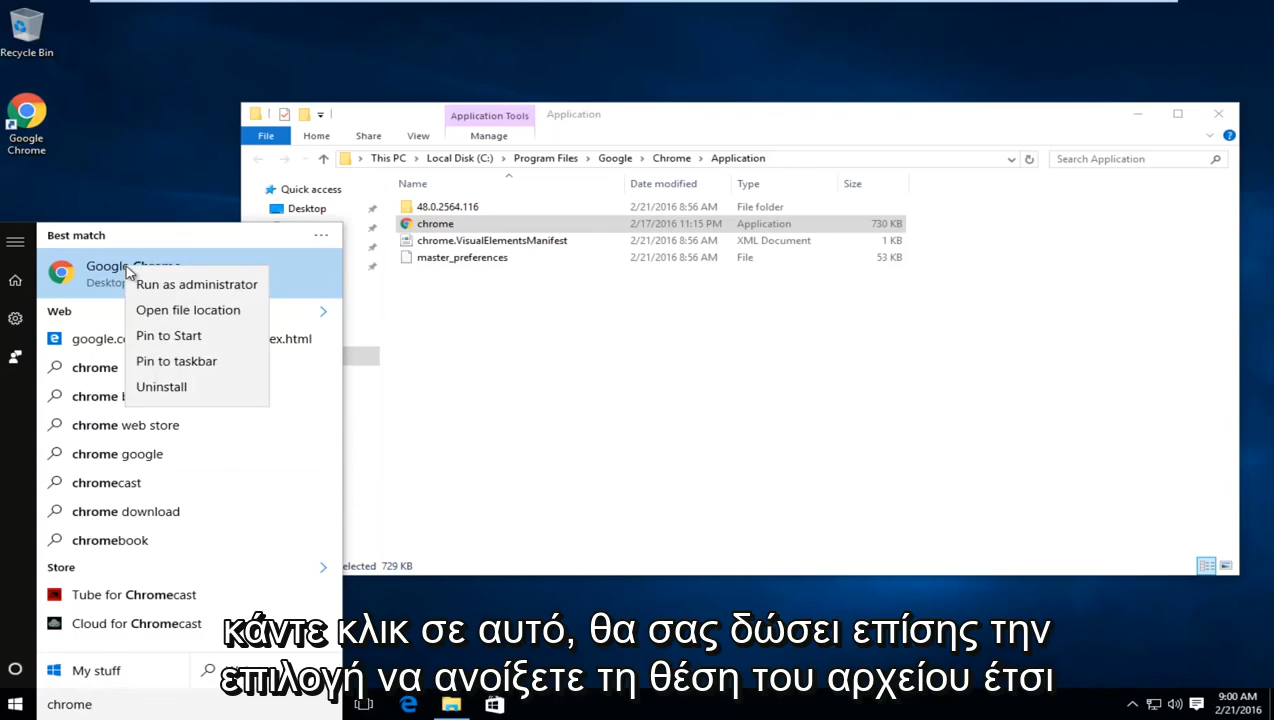 Recycle Bin
Google
Chrome
Application Tools
Application
File
Home
Share
View
Manage
This PC
Local Disk (C:)
Program Files
Google
Chrome
Application
Search Application
Quick access
Desktop
Name
Date modified
Type
Size
48.0.2564.116
2/21/2016 8:56 AM
File folder
chrome
2/17/2016 11:15 PM
Application
730 KB
chrome.VisualElementsManifest
2/21/2016 8:56 AM
XML Document
1 KB
master_preferences
2/21/2016 8:56 AM
File
53 KB
729 KB
Best match
Google Chrome
Run as administrator
Open file location
Pin to Start
Pin to taskbar
Uninstall
Web
chrome
chrome
chrome web store
chrome google
chromecast
chrome download
chromebook
Store
Tube for Chromecast
Cloud for Chromecast
My stuff
chrome
κάντε κλικ σε αυτό, θα σας δώσει επίσης την
επιλογή να ανοίξετε τη θέση του αρχείου έτσι
9:00 AM
2/21/2016